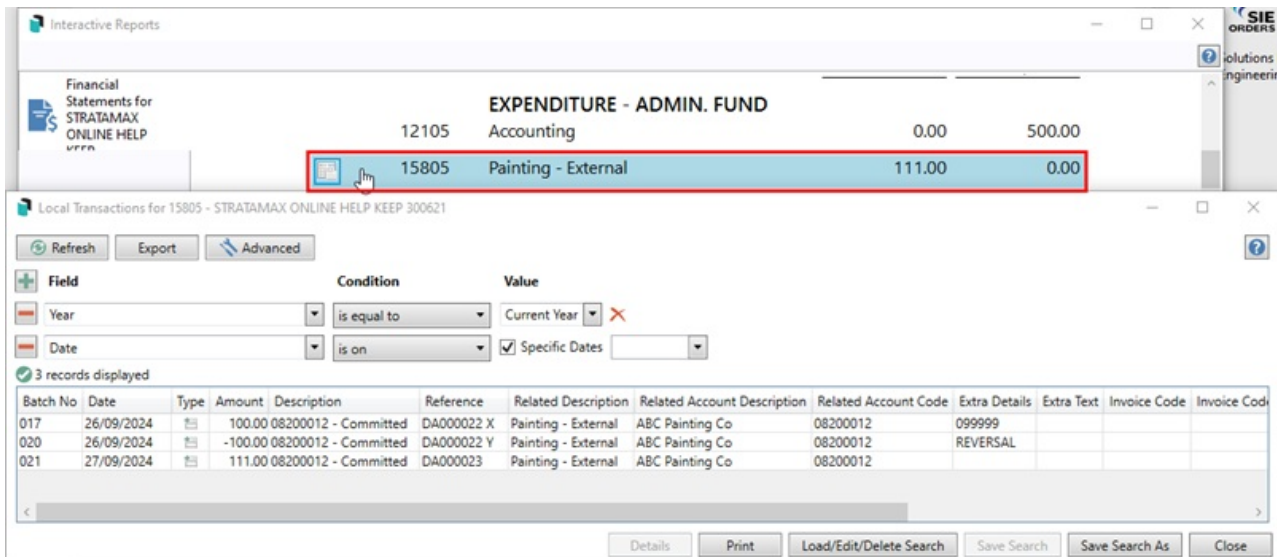 Interactive Reports
SIE
ORDERS
Solutions
Engineerin
Financial
Statements for
STRATAMAX
ONLINE HELP
EXPENDITURE - ADMIN. FUND
12105 Accounting 0.00 500.00
15805 Painting - External 111.00 0.00
Local Transactions for 15805 - STRATAMAX ONLINE HELP KEEP 300621
Refresh Export Advanced
Field Condition Value
Year is equal to Current Year
Date is on Specific Dates
3 records displayed
Batch No Date Type Amount Description Reference Related Description Related Account Description Related Account Code Extra Details Extra Text Invoice Code Invoice Code
017 26/09/2024 100.00 08200012 - Committed DA000022 X Painting - External ABC Painting Co 08200012 099999
020 26/09/2024 -100.00 08200012 - Committed DA000022 Y Painting - External ABC Painting Co 08200012 REVERSAL
021 27/09/2024 111.00 08200012 - Committed DA000023 Painting - External ABC Painting Co 08200012
Details Print Load/Edit/Delete Search Save Search Save Search As Close